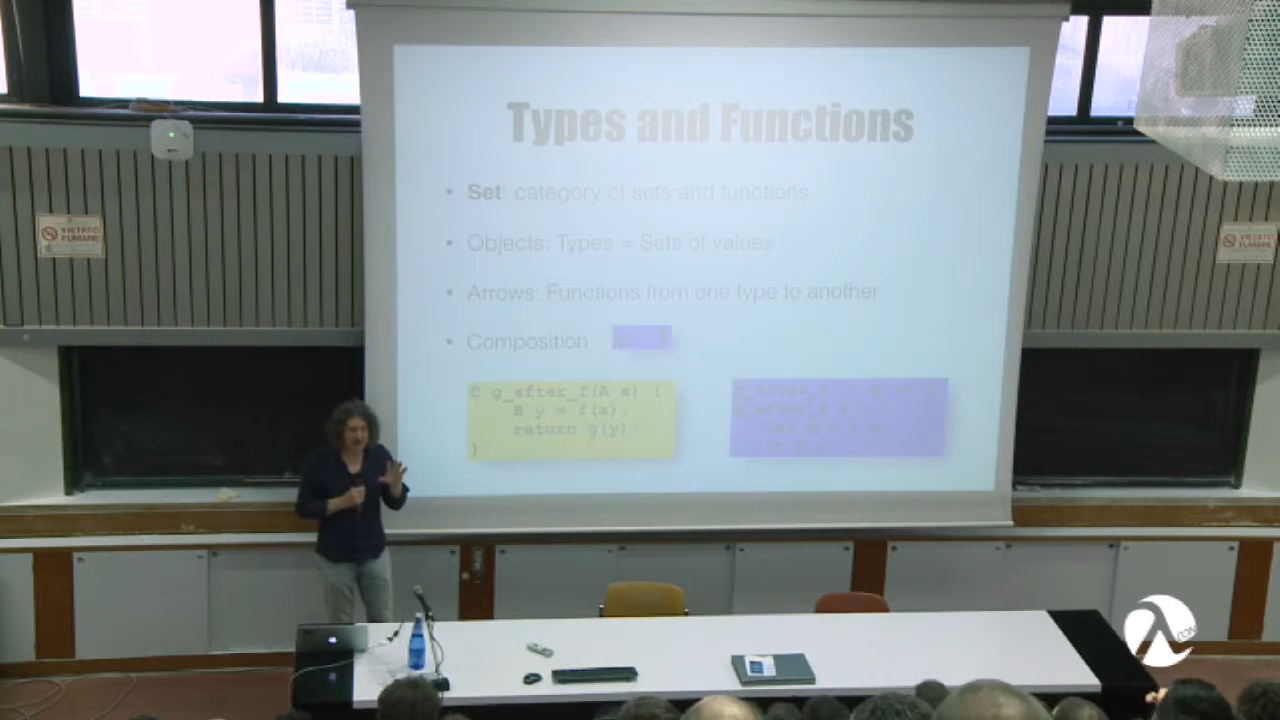 Types and Functions
• Set: category of sets and functions
• Objects: Types = Sets of values
• Arrows: Functions from one type to another
• Composition
C g_after_f(A x) {
B y = f(x);
return g(y)
}
VIETATO
FUMARE
VIETATO
FUMARE